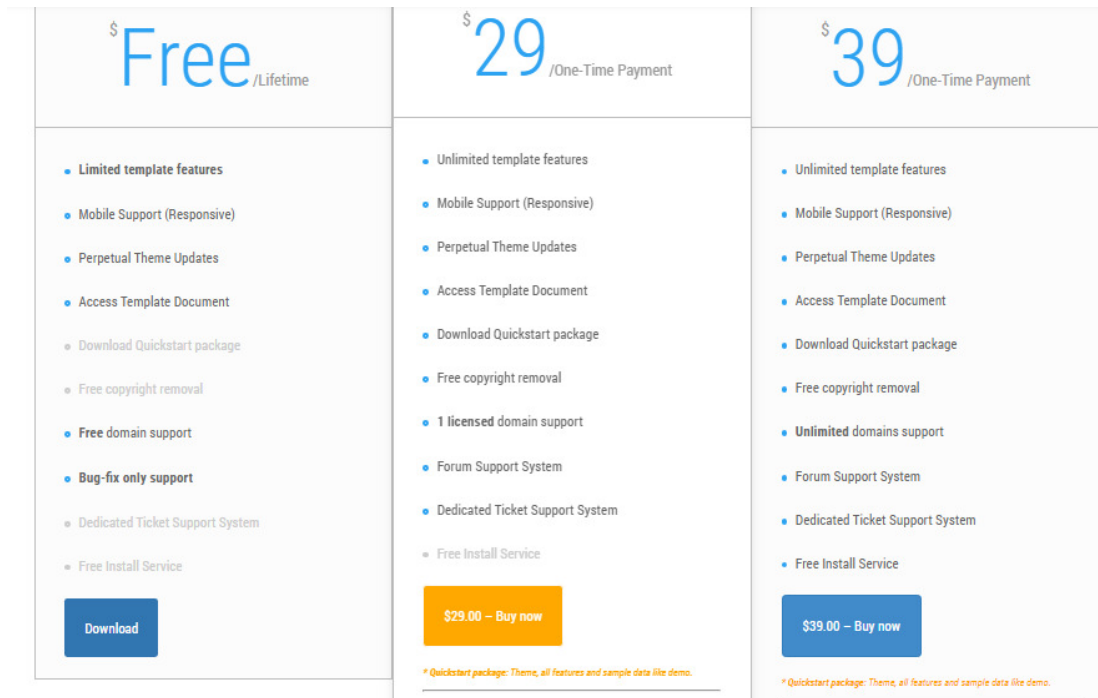 $
Free
/Lifetime
Limited template features
Mobile Support (Responsive)
Perpetual Theme Updates
Access Template Document
Download Quickstart package
Free copyright removal
Free domain support
Bug-fix only support
Dedicated Ticket Support System
Free Install Service
Download
$
29
/One-Time Payment
Unlimited template features
Mobile Support (Responsive)
Perpetual Theme Updates
Access Template Document
Download Quickstart package
Free copyright removal
1 licensed domain support
Forum Support System
Dedicated Ticket Support System
Free Install Service
$29.00 – Buy now
* Quickstart package: Theme, all features and sample data like demo.
$
39
/One-Time Payment
Unlimited template features
Mobile Support (Responsive)
Perpetual Theme Updates
Access Template Document
Download Quickstart package
Free copyright removal
Unlimited domains support
Forum Support System
Dedicated Ticket Support System
Free Install Service
$39.00 – Buy now
* Quickstart package: Theme, all features and sample data like demo.